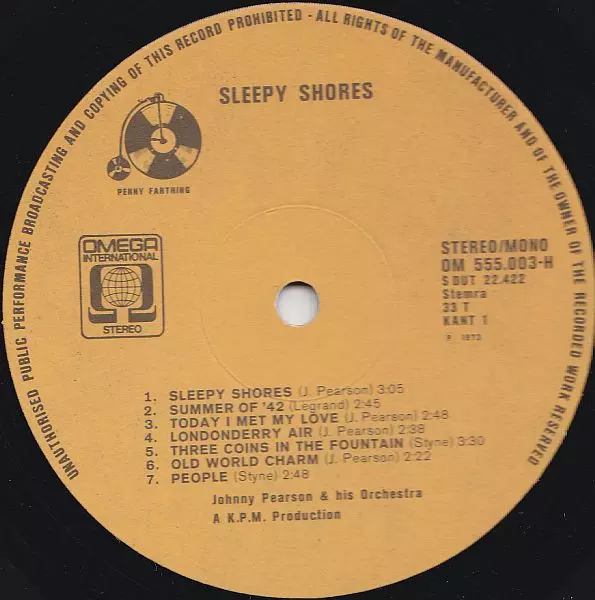 UNAUTHORISED PUBLIC PERFORMANCE BROADCASTING AND COPYING OF THIS RECORD PROHIBITED - ALL RIGHTS OF THE MANUFACTURER AND OF THE OWNER OF THE RECORDED WORK RESERVED
SLEEPY SHORES
PENNY FARTHING
OMEGA
INTERNATIONAL
STEREO
STEREO/MONO
OM 555.003-H
S DUT 22.422
Stemra
33 T
KANT 1
P 1973
1. SLEEPY SHORES (J. Pearson) 3:05
2. SUMMER OF '42 (Legrand) 2:45
3. TODAY I MET MY LOVE (J. Pearson) 2:48
4. LONDONDERRY AIR (J. Pearson) 2:38
5. THREE COINS IN THE FOUNTAIN (Styne) 3:30
6. OLD WORLD CHARM (J. Pearson) 2:22
7. PEOPLE (Styne) 2:48
Johnny Pearson & his Orchestra
A K.P.M. Production